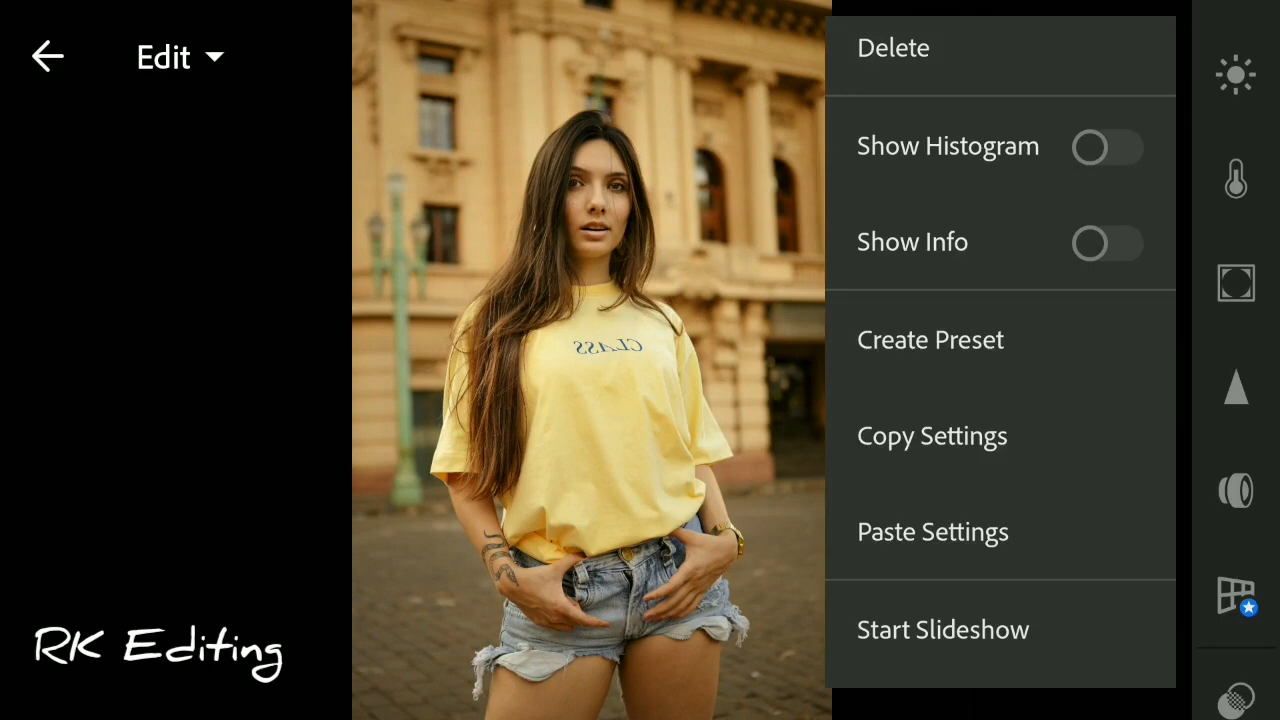 Edit
Delete
Show Histogram
Show Info
CLASS
Create Preset
Copy Settings
Paste Settings
Start Slideshow
RK Editing